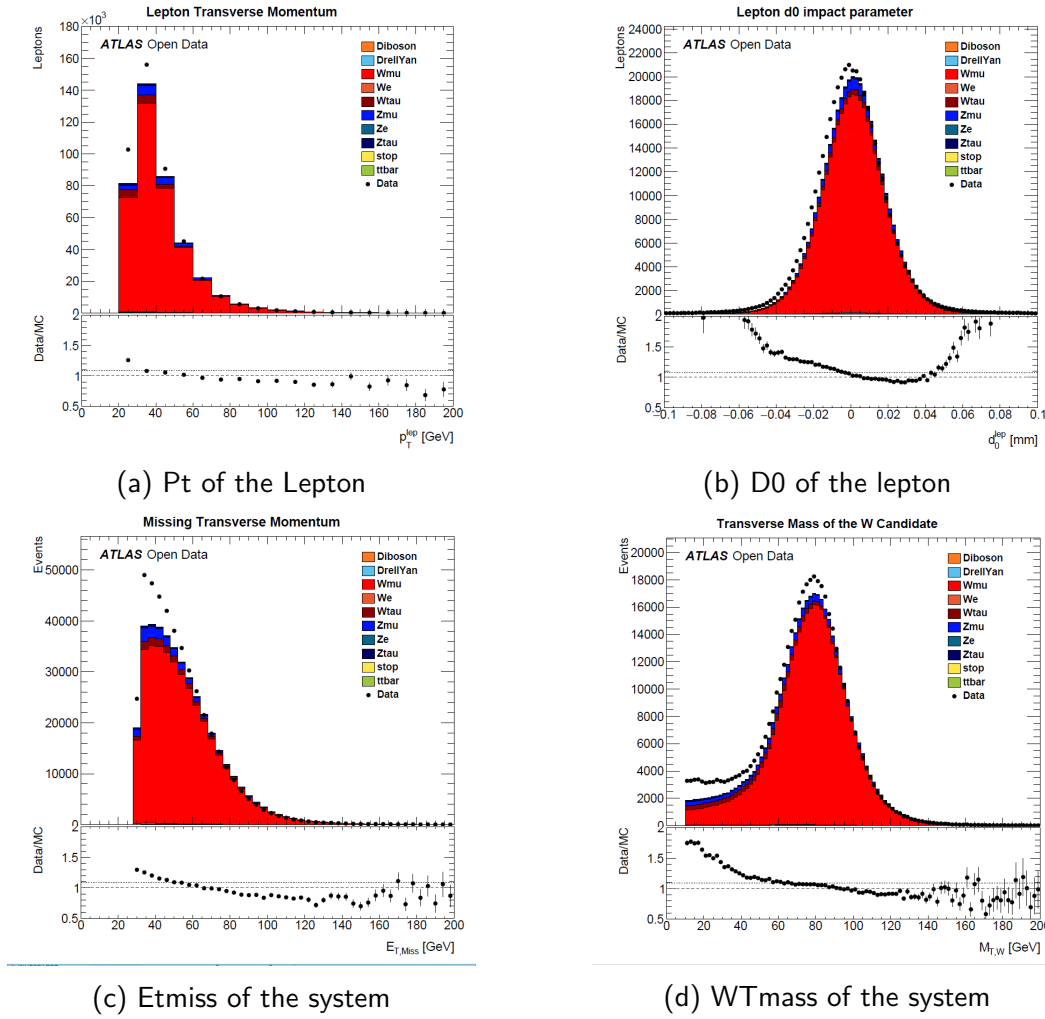 Lepton Transverse Momentum
×10³
Leptons
180
160
140
120
100
80
60
40
20
0
ATLAS Open Data
Diboson
DrellYan
Wmu
We
Wtau
Zmu
Ze
Ztau
stop
ttbar
Data
Data/MC
2
1.5
1
0.5
0 20 40 60 80 100 120 140 160 180 200
p_T^lep [GeV]
(a) Pt of the Lepton
Lepton d0 impact parameter
Leptons
24000
22000
20000
18000
16000
14000
12000
10000
8000
6000
4000
2000
0
ATLAS Open Data
Diboson
DrellYan
Wmu
We
Wtau
Zmu
Ze
Ztau
stop
ttbar
Data
Data/MC
2
1.5
1
0.5
−0.1 −0.08 −0.06 −0.04 −0.02 0 0.02 0.04 0.06 0.08 0.1
d_0^lep [mm]
(b) D0 of the lepton
Missing Transverse Momentum
Events
50000
40000
30000
20000
10000
0
ATLAS Open Data
Diboson
DrellYan
Wmu
We
Wtau
Zmu
Ze
Ztau
stop
ttbar
Data
Data/MC
2
1.5
1
0.5
0 20 40 60 80 100 120 140 160 180 200
E_T,Miss [GeV]
(c) Etmiss of the system
Transverse Mass of the W Candidate
Events
20000
18000
16000
14000
12000
10000
8000
6000
4000
2000
0
ATLAS Open Data
Diboson
DrellYan
Wmu
We
Wtau
Zmu
Ze
Ztau
stop
ttbar
Data
Data/MC
2
1.5
1
0.5
0 20 40 60 80 100 120 140 160 180 200
M_T,W [GeV]
(d) WTmass of the system